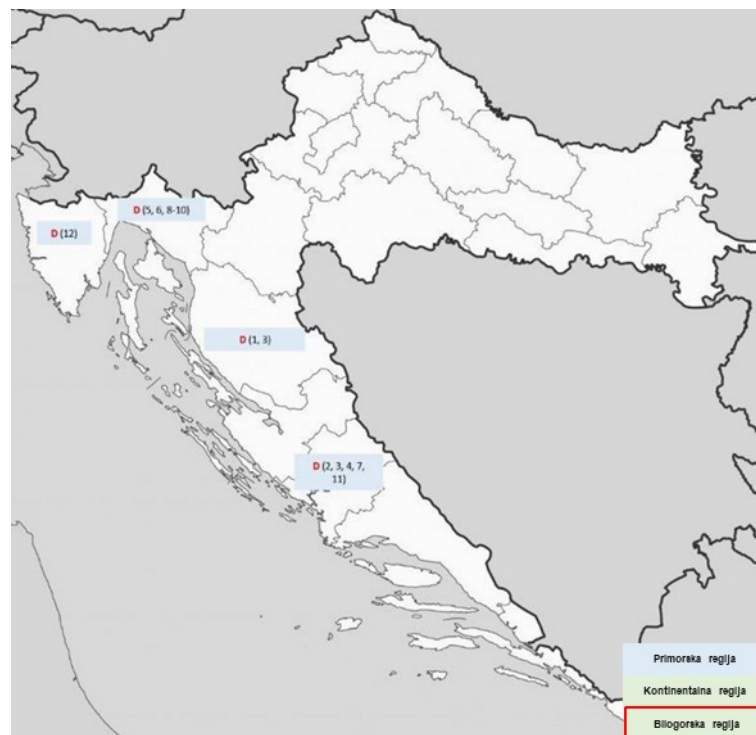 D (5, 6, 8-10)
D (12)
D (1, 3)
D (2, 3, 4, 7,
11)
Primorska regija
Kontinentalna regija
Bilogorska regija